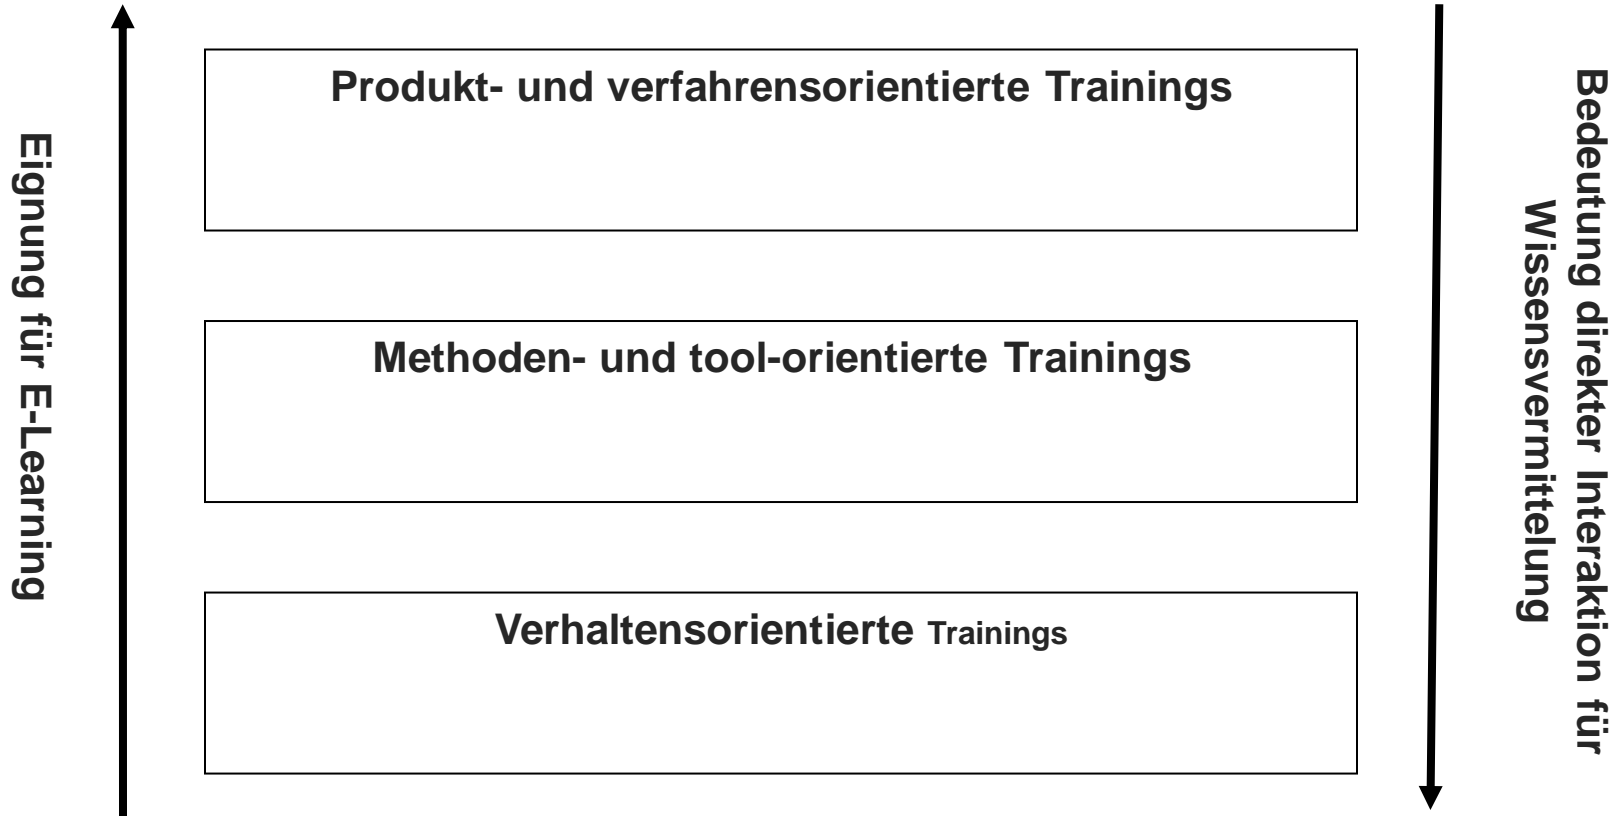 Eignung für E-Learning
Produkt- und verfahrensorientierte Trainings
Methoden- und tool-orientierte Trainings
Verhaltensorientierte Trainings
Bedeutung direkter Interaktion für
Wissensvermittelung